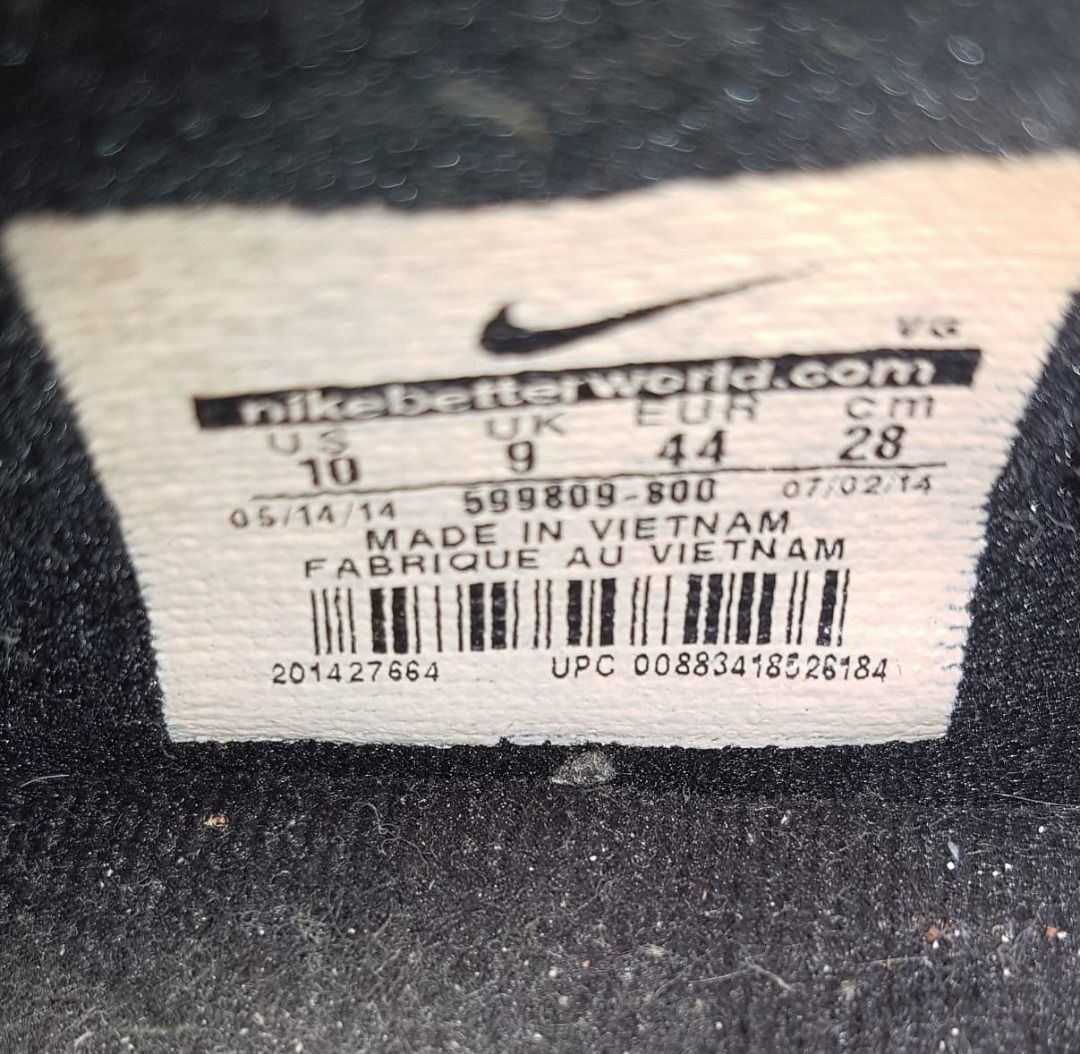 VG
nikebetterworld.com
US UK EUR cm
10 9 44 28
05/14/14 599809-800 07/02/14
MADE IN VIETNAM
FABRIQUE AU VIETNAM
201427664 UPC 00883418526184